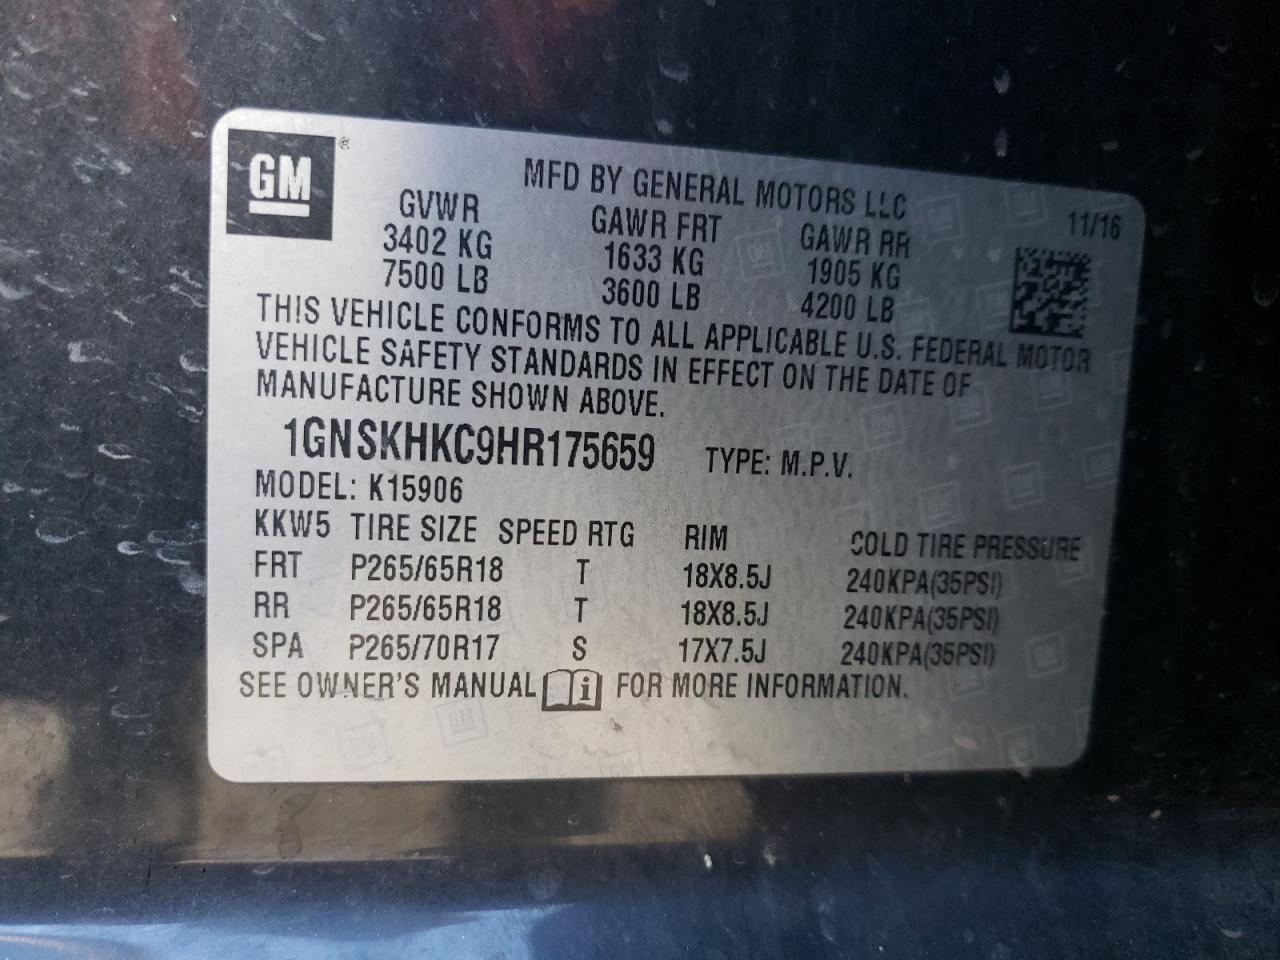 GM ®
MFD BY GENERAL MOTORS LLC
GVWR GAWR FRT GAWR RR 11/16
3402 KG 1633 KG 1905 KG
7500 LB 3600 LB 4200 LB
THIS VEHICLE CONFORMS TO ALL APPLICABLE U.S. FEDERAL MOTOR
VEHICLE SAFETY STANDARDS IN EFFECT ON THE DATE OF
MANUFACTURE SHOWN ABOVE.
1GNSKHKC9HR175659 TYPE: M.P.V.
MODEL: K15906
KKW5 TIRE SIZE SPEED RTG RIM COLD TIRE PRESSURE
FRT P265/65R18 T 18X8.5J 240KPA(35PSI)
RR P265/65R18 T 18X8.5J 240KPA(35PSI)
SPA P265/70R17 S 17X7.5J 240KPA(35PSI)
SEE OWNER'S MANUAL i FOR MORE INFORMATION.